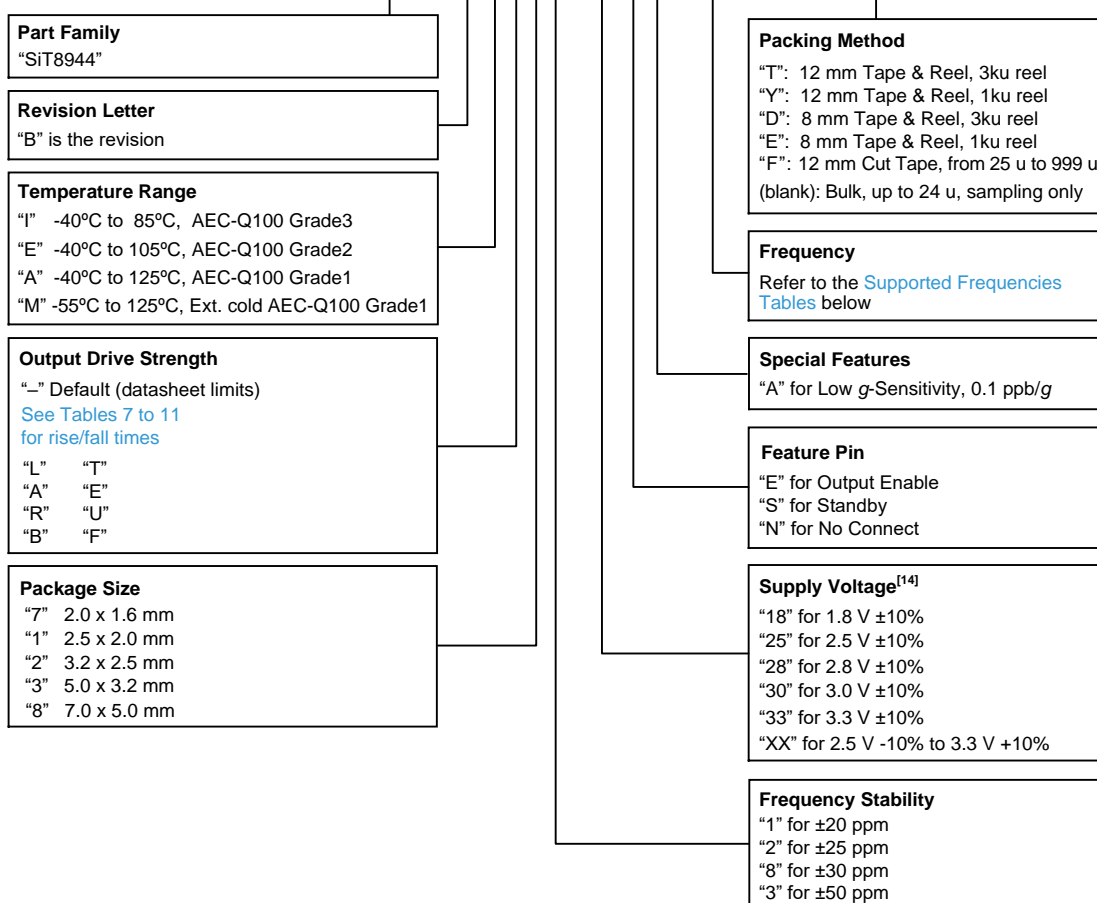 Part Family
“SiT8944”
Revision Letter
“B” is the revision
Temperature Range
“I” -40ºC to 85ºC, AEC-Q100 Grade3
“E” -40ºC to 105ºC, AEC-Q100 Grade2
“A” -40ºC to 125ºC, AEC-Q100 Grade1
“M” -55ºC to 125ºC, Ext. cold AEC-Q100 Grade1
Output Drive Strength
“–” Default (datasheet limits)
See Tables 7 to 11
for rise/fall times
“L” “T”
“A” “E”
“R” “U”
“B” “F”
Package Size
“7” 2.0 x 1.6 mm
“1” 2.5 x 2.0 mm
“2” 3.2 x 2.5 mm
“3” 5.0 x 3.2 mm
“8” 7.0 x 5.0 mm
Packing Method
“T”: 12 mm Tape & Reel, 3ku reel
“Y”: 12 mm Tape & Reel, 1ku reel
“D”: 8 mm Tape & Reel, 3ku reel
“E”: 8 mm Tape & Reel, 1ku reel
“F”: 12 mm Cut Tape, from 25 u to 999 u
(blank): Bulk, up to 24 u, sampling only
Frequency
Refer to the Supported Frequencies
Tables below
Special Features
“A” for Low g-Sensitivity, 0.1 ppb/g
Feature Pin
“E” for Output Enable
“S” for Standby
“N” for No Connect
Supply Voltage[14]
“18” for 1.8 V ±10%
“25” for 2.5 V ±10%
“28” for 2.8 V ±10%
“30” for 3.0 V ±10%
“33” for 3.3 V ±10%
“XX” for 2.5 V -10% to 3.3 V +10%
Frequency Stability
“1” for ±20 ppm
“2” for ±25 ppm
“8” for ±30 ppm
“3” for ±50 ppm